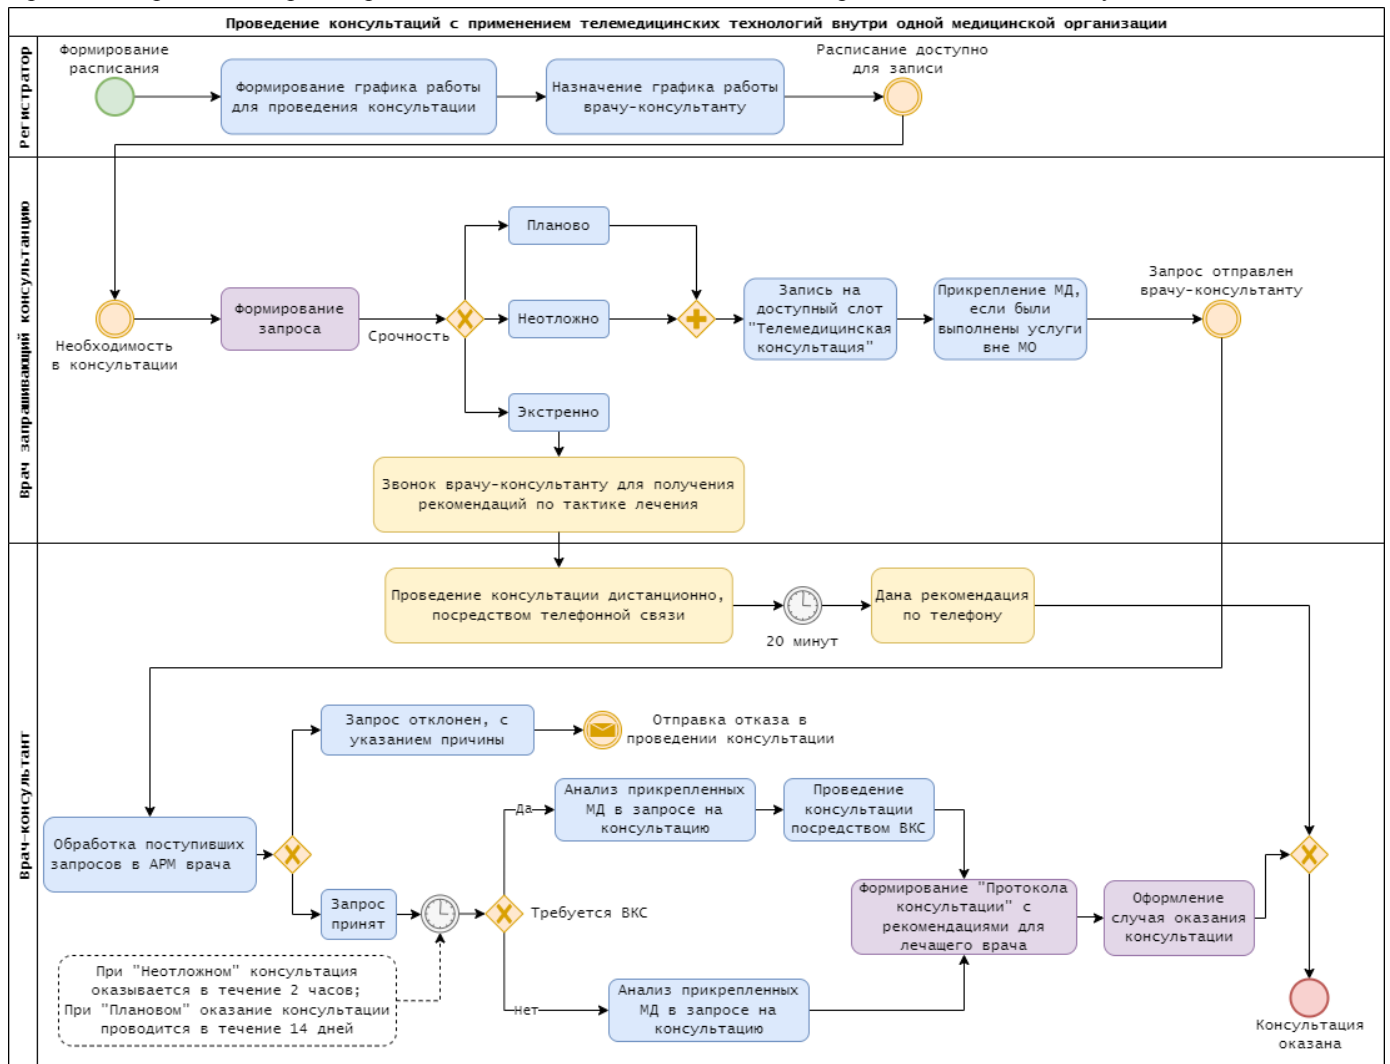 Проведение консультаций с применением телемедицинских технологий внутри одной медицинской организации
Регистратор
Формирование
расписания
Формирование графика работы
для проведения консультации
Назначение графика работы
врачу-консультанту
Расписание доступно
для записи
Врач запрашивающий консультанцию
Необходимость
в консультации
Формирование
запроса
Срочность
Планово
Неотложно
Экстренно
Запись на
доступный слот
"Телемедицинская
консультация"
Прикрепление МД,
если были
выполнены услуги
вне МО
Запрос отправлен
врачу-консультанту
Звонок врачу-консультанту для получения
рекомендаций по тактике лечения
Врач-консультант
Проведение консультации дистанционно,
посредством телефонной связи
20 минут
Дана рекомендация
по телефону
Обработка поступивших
запросов в АРМ врача
Запрос отклонен, с
указанием причины
Отправка отказа в
проведении консультации
Запрос
принят
При "Неотложном" консультация
оказывается в течение 2 часов;
При "Плановом" оказание консультации
проводится в течение 14 дней
Требуется ВКС
Да
Анализ прикрепленных
МД в запросе на
консультацию
Проведение
консультации
посредством ВКС
Нет
Анализ прикрепленных
МД в запросе на
консультацию
Формирование "Протокола
консультации" с
рекомендациями для
лечащего врача
Оформление
случая оказания
консультации
Консультация
оказана